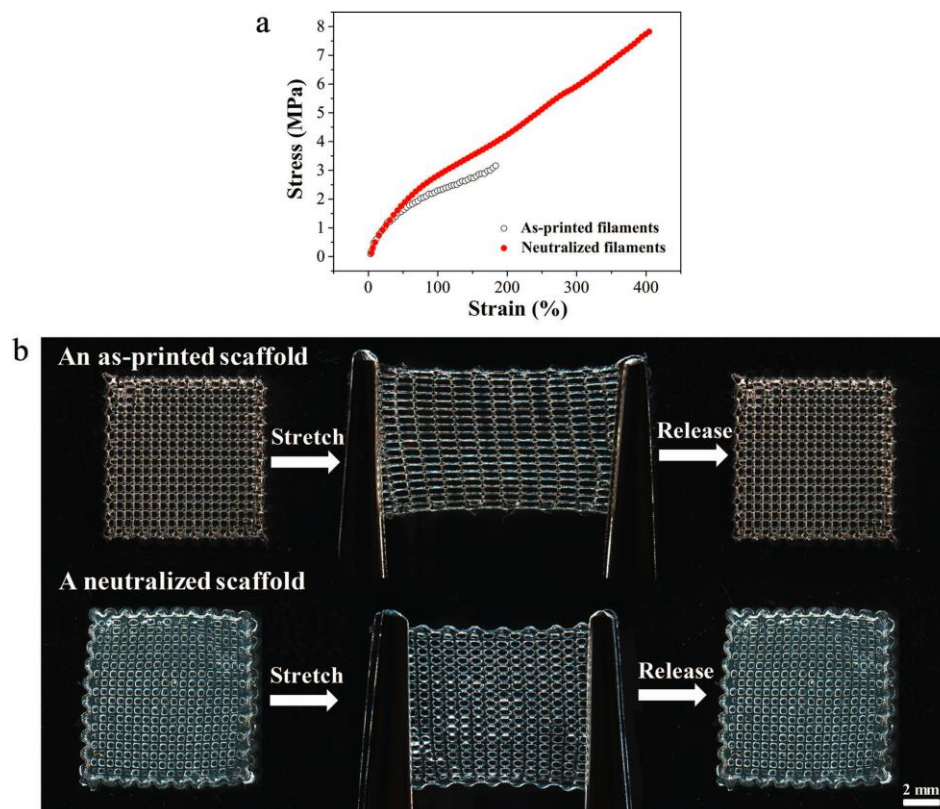 a
8
7
6
5
4
3
2
1
0
Stress (MPa)
As-printed filaments
Neutralized filaments
0 100 200 300 400
Strain (%)
b
An as-printed scaffold
Stretch
Release
A neutralized scaffold
Stretch
Release
2 mm